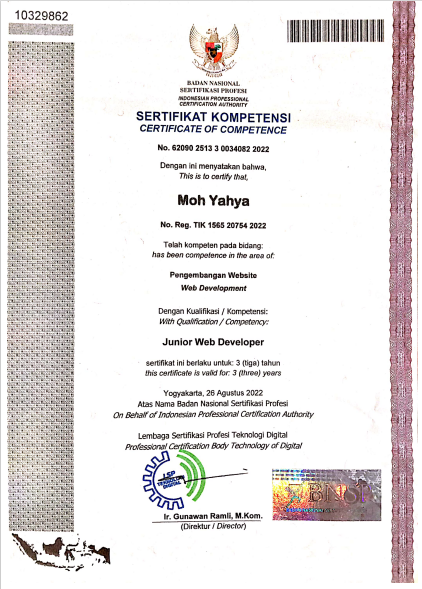 10329862
BADAN NASIONAL
SERTIFIKASI PROFESI
INDONESIAN PROFESSIONAL
CERTIFICATION AUTHORITY
SERTIFIKAT KOMPETENSI
CERTIFICATE OF COMPETENCE
No. 62090 2513 3 0034082 2022
Dengan ini menyatakan bahwa,
This is to certify that,
Moh Yahya
No. Reg. TIK 1565 20754 2022
Telah kompeten pada bidang:
has been competence in the area of:
Pengembangan Website
Web Development
Dengan Kualifikasi / Kompetensi:
With Qualification / Competency:
Junior Web Developer
sertifikat ini berlaku untuk: 3 (tiga) tahun
this certificate is valid for: 3 (three) years
Yogyakarta, 26 Agustus 2022
Atas Nama Badan Nasional Sertifikasi Profesi
On Behalf of Indonesian Professional Certification Authority
Lembaga Sertifikasi Profesi Teknologi Digital
Professional Certification Body Technology of Digital
LSP
DIGITAL
BNSP
Ir. Gunawan Ramli, M.Kom.
(Direktur / Director)